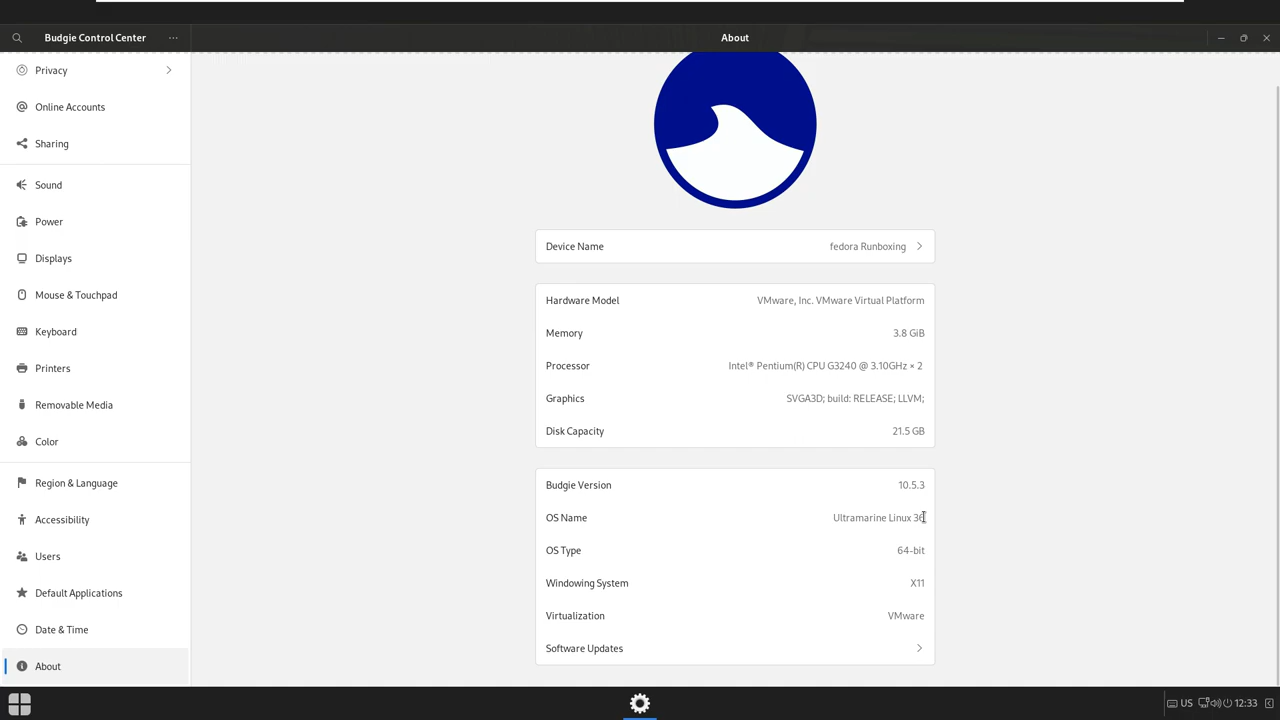 Budgie Control Center
About
Privacy
Online Accounts
Sharing
Sound
Power
Displays
Mouse & Touchpad
Keyboard
Printers
Removable Media
Color
Region & Language
Accessibility
Users
Default Applications
Date & Time
About
Device Name fedora Runboxing
Hardware Model VMware, Inc. VMware Virtual Platform
Memory 3.8 GiB
Processor Intel® Pentium(R) CPU G3240 @ 3.10GHz × 2
Graphics SVGA3D; build: RELEASE; LLVM;
Disk Capacity 21.5 GB
Budgie Version 10.5.3
OS Name Ultramarine Linux 36
OS Type 64-bit
Windowing System X11
Virtualization VMware
Software Updates
US 12:33